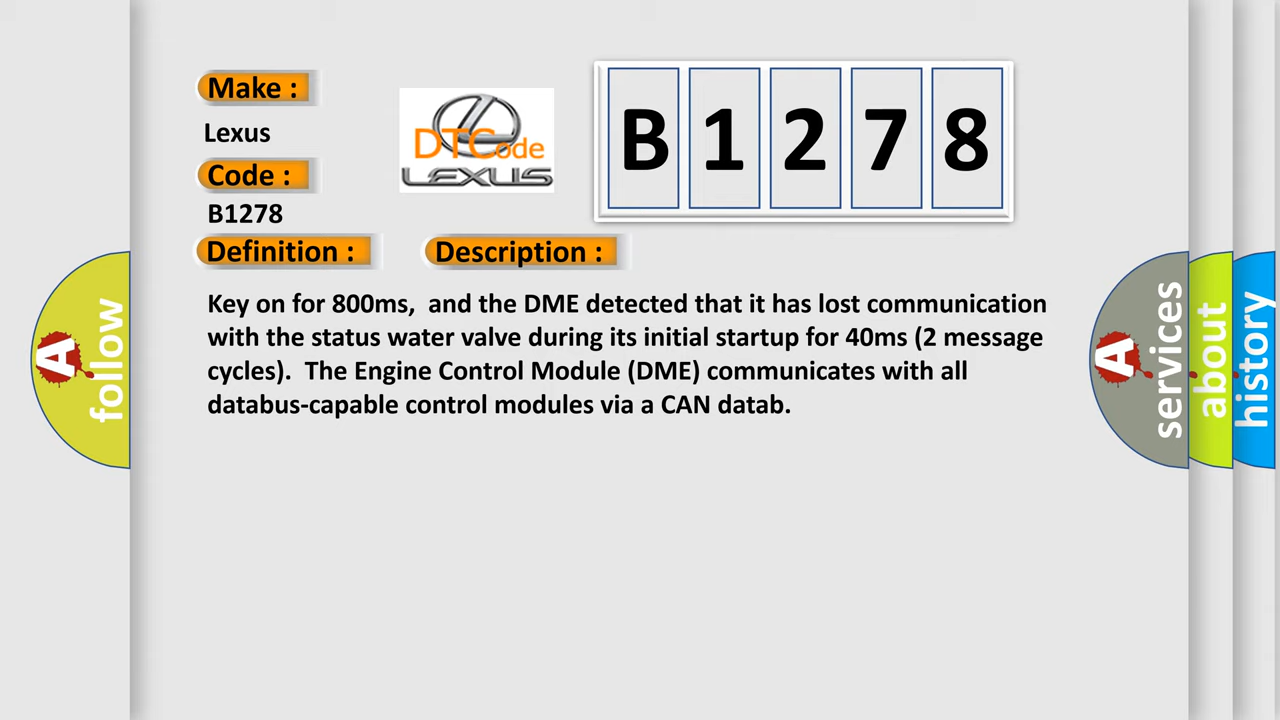 Make :
Lexus
Code :
B1278
Definition :
Description :
Key on for 800ms,  and the DME detected that it has lost communication
with the status water valve during its initial startup for 40ms (2 message
cycles).  The Engine Control Module (DME) communicates with all
databus-capable control modules via a CAN datab.
DTCode
LEXUS
B 1 2 7 8
A
follow
A
services
about
history